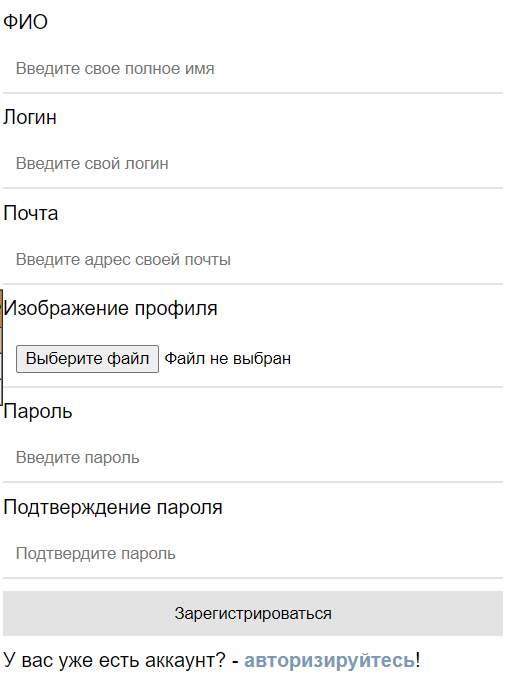 ФИО
Введите свое полное имя
Логин
Введите свой логин
Почта
Введите адрес своей почты
Изображение профиля
Выберите файл Файл не выбран
Пароль
Введите пароль
Подтверждение пароля
Подтвердите пароль
Зарегистрироваться
У вас уже есть аккаунт? - авторизируйтесь!